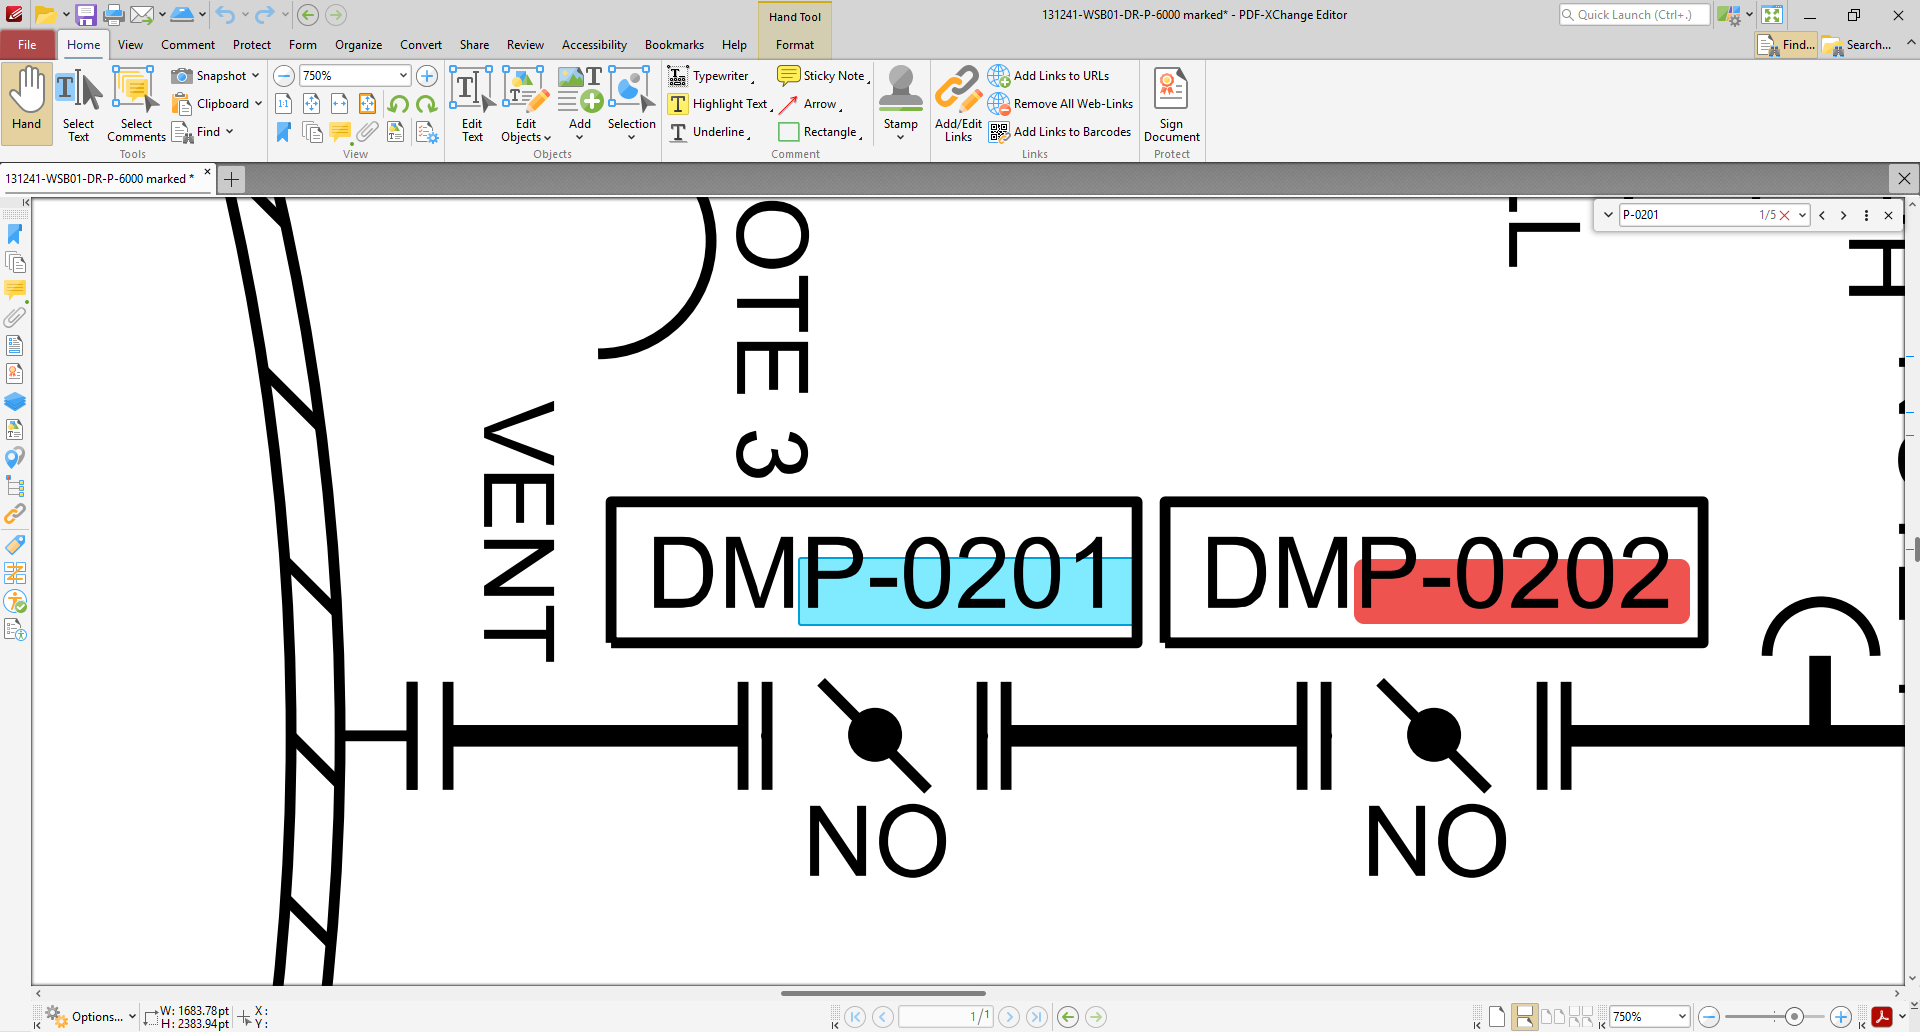 Hand Tool
131241-WSB01-DR-P-6000 marked* - PDF-XChange Editor
Quick Launch (Ctrl+.)
File
Home
View
Comment
Protect
Form
Organize
Convert
Share
Review
Accessibility
Bookmarks
Help
Format
Find...
Search...
Hand
Select Text
Select Comments
Snapshot
Clipboard
Find
Tools
750%
1:1
View
Edit Text
Edit Objects
Add
Selection
Objects
Typewriter
Highlight Text
Underline
Sticky Note
Arrow
Rectangle
Comment
Stamp
Add/Edit Links
Add Links to URLs
Remove All Web-Links
Add Links to Barcodes
Links
Sign Document
Protect
131241-WSB01-DR-P-6000 marked *
P-0201
1/5
OTE 3
L
H
VENT
DMP-0201
DMP-0202
NO
NO
Options...
W: 1683.78pt
H: 2383.94pt
X:
Y:
1/1
750%